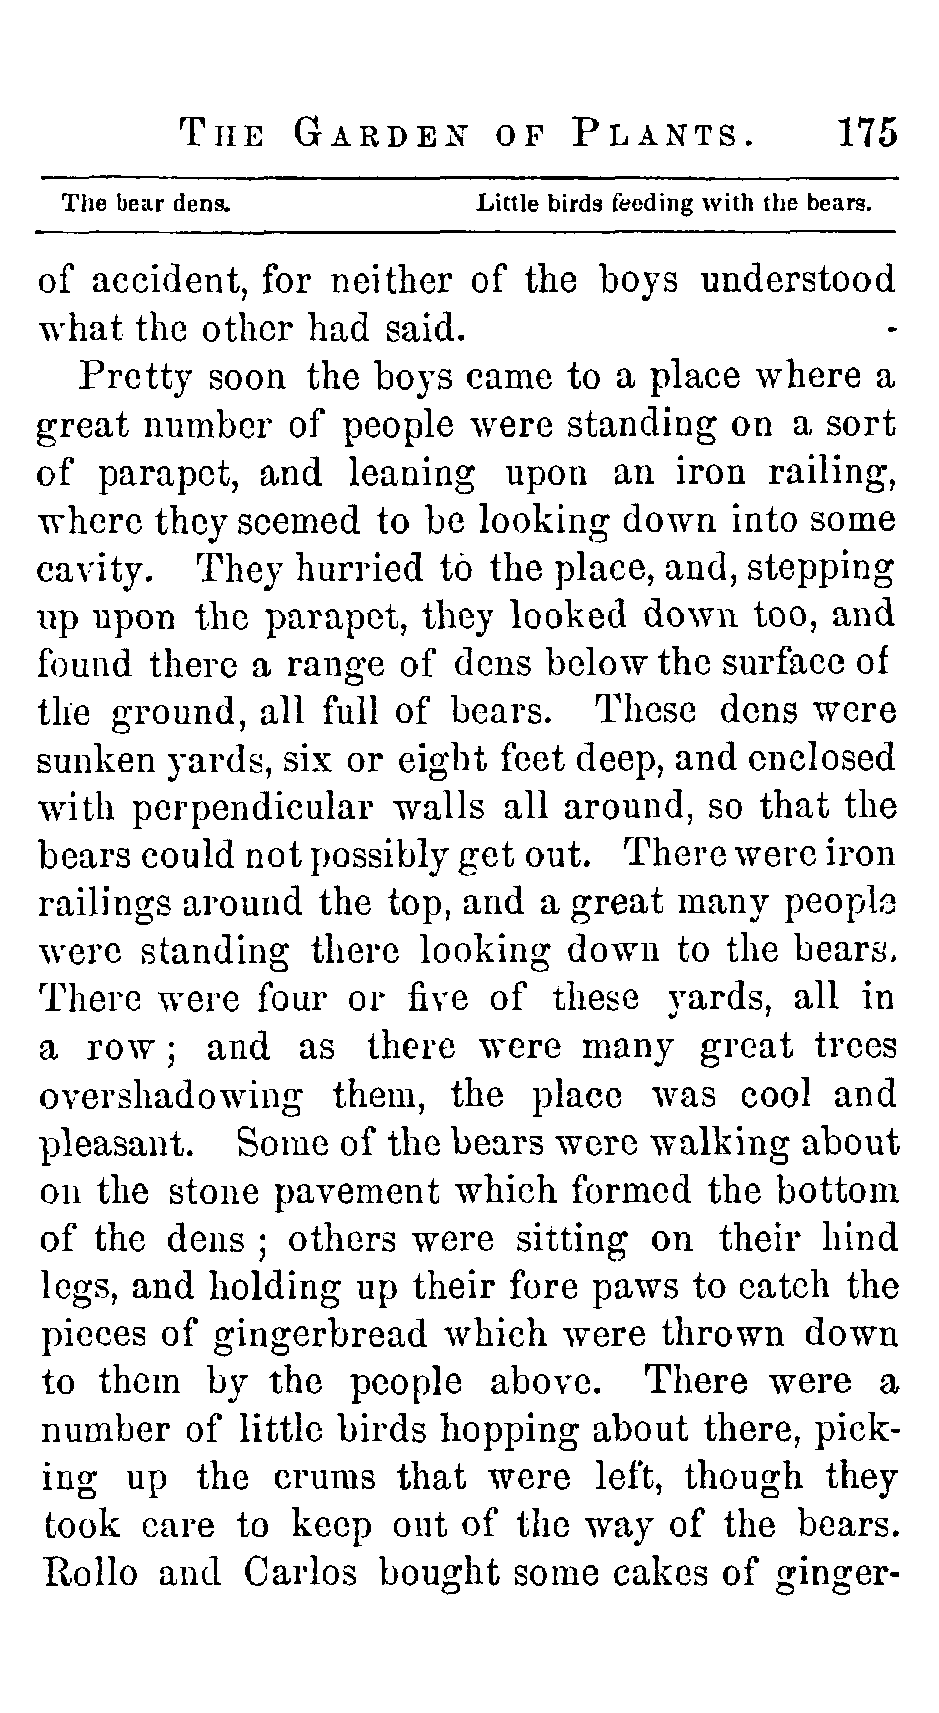 THE GARDEN OF PLANTS. 175
The bear dens. Little birds feeding with the bears.
of accident, for neither of the boys understood
what the other had said.
Pretty soon the boys came to a place where a
great number of people were standing on a sort
of parapet, and leaning upon an iron railing,
where they seemed to be looking down into some
cavity. They hurried to the place, and, stepping
up upon the parapet, they looked down too, and
found there a range of dens below the surface of
the ground, all full of bears. These dens were
sunken yards, six or eight feet deep, and enclosed
with perpendicular walls all around, so that the
bears could not possibly get out. There were iron
railings around the top, and a great many people
were standing there looking down to the bears.
There were four or five of these yards, all in
a row; and as there were many great trees
overshadowing them, the place was cool and
pleasant. Some of the bears were walking about
on the stone pavement which formed the bottom
of the dens; others were sitting on their hind
legs, and holding up their fore paws to catch the
pieces of gingerbread which were thrown down
to them by the people above. There were a
number of little birds hopping about there, pick-
ing up the crums that were left, though they
took care to keep out of the way of the bears.
Rollo and Carlos bought some cakes of ginger-